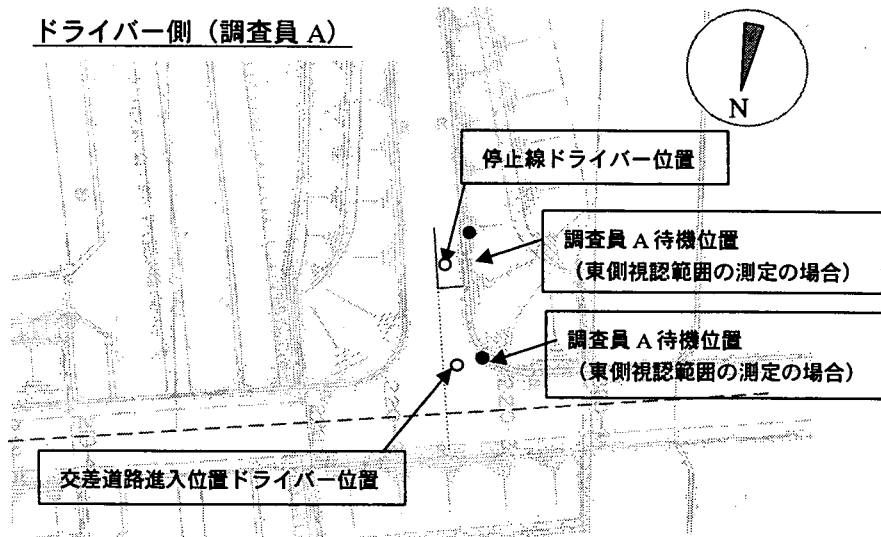 ドライバー側（調査員 A）
N
停止線ドライバー位置
調査員 A 待機位置
（東側視認範囲の測定の場合）
調査員 A 待機位置
（東側視認範囲の測定の場合）
交差道路進入位置ドライバー位置